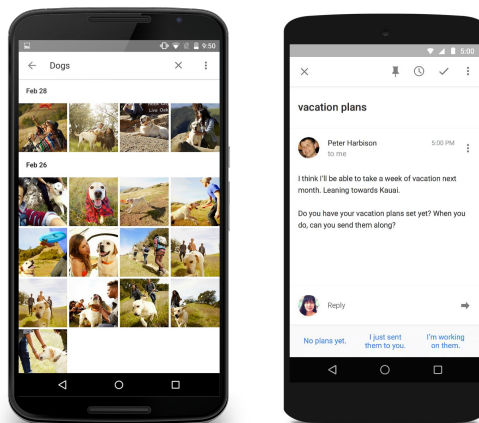 9:50
Dogs
Feb 28
Feb 26
5:00
vacation plans
Peter Harbison
5:00 PM
to me
I think I'll be able to take a week of vacation next
month. Leaning towards Kauai.
Do you have your vacation plans set yet? When you
do, can you send them along?
Reply
No plans yet.
I just sent
them to you.
I'm working
on them.